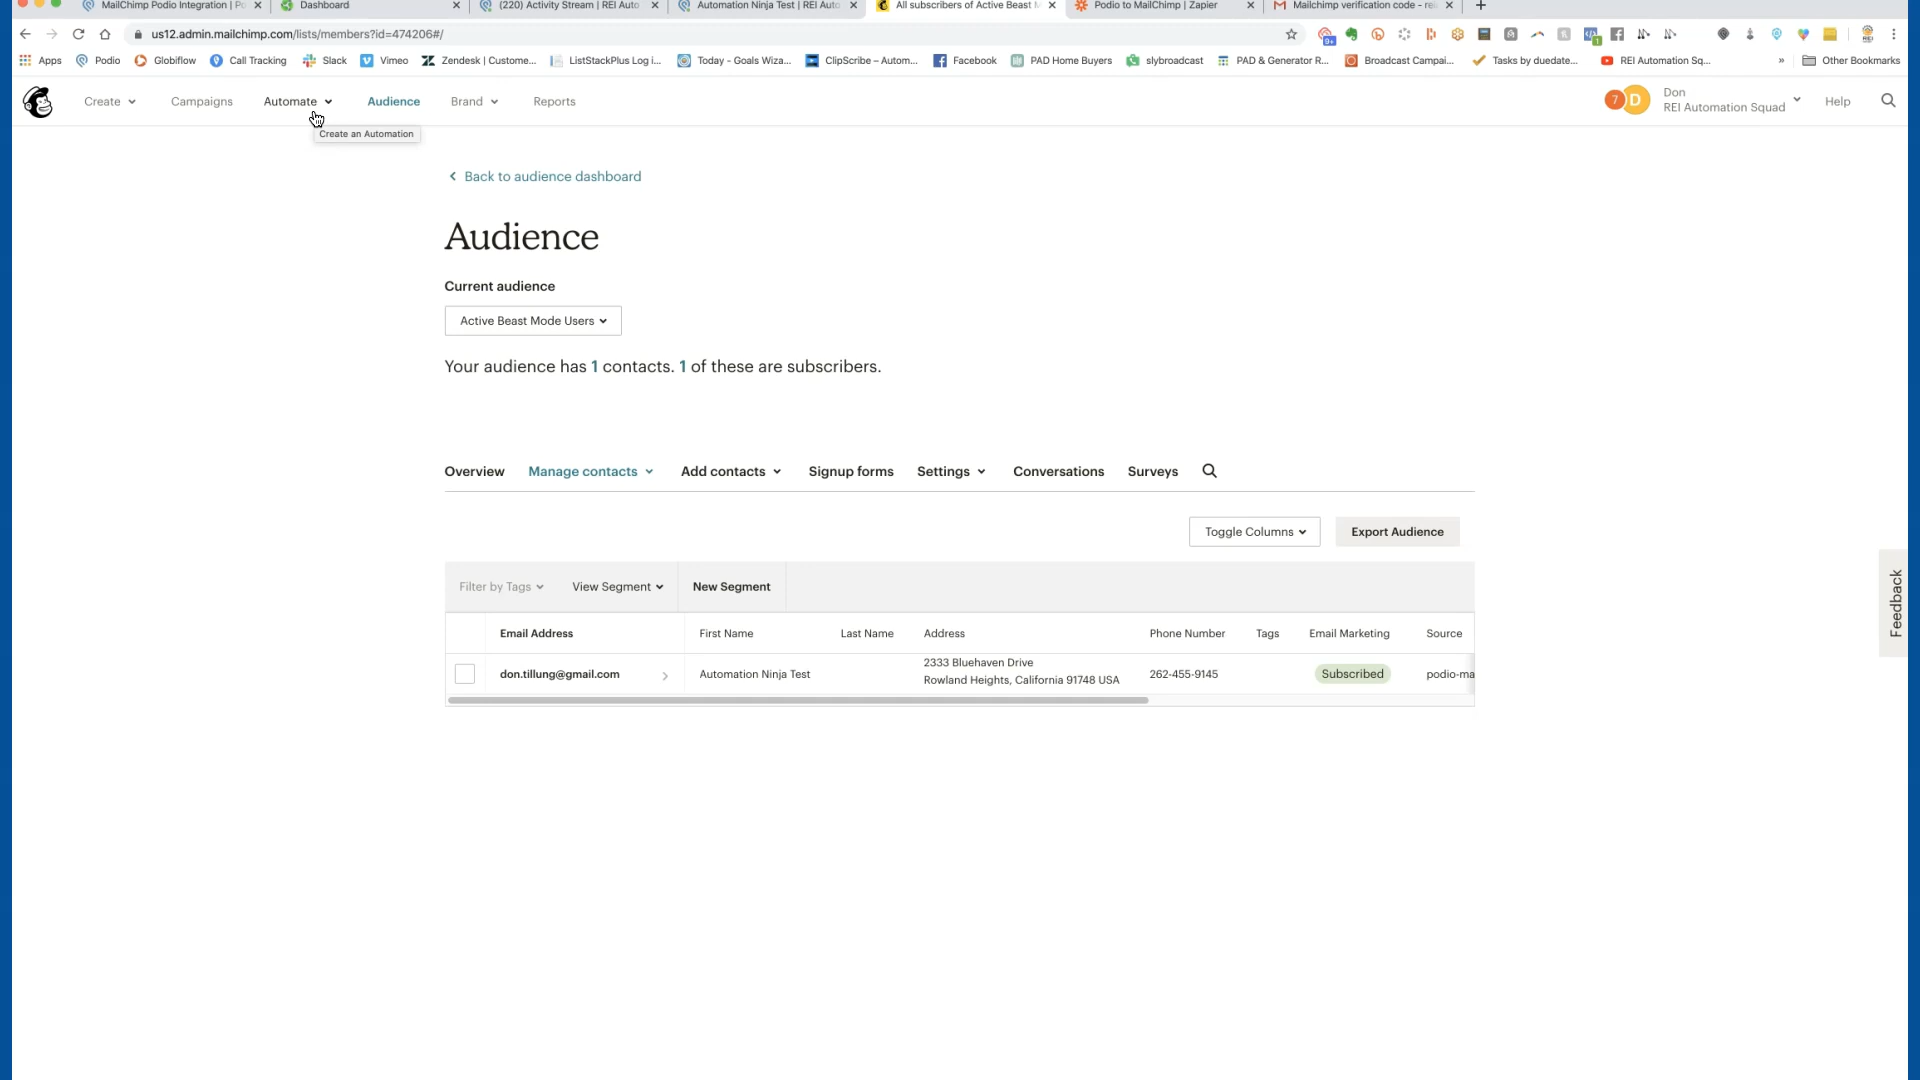 MailChimp Podio Integration | Po
Dashboard
(220) Activity Stream | REI Auto
Automation Ninja Test | REI Auto
All subscribers of Active Beast M
Podio to MailChimp | Zapier
Mailchimp verification code - rei
us12.admin.mailchimp.com/lists/members?id=474206#/
9+
1
Apps
Podio
Globiflow
Call Tracking
Slack
Vimeo
Zendesk | Custome...
ListStackPlus Log i...
Today - Goals Wiza...
ClipScribe – Autom...
Facebook
PAD Home Buyers
slybroadcast
PAD & Generator R...
Broadcast Campai...
Tasks by duedate...
REI Automation Sq...
»
Other Bookmarks
Create
Campaigns
Automate
Audience
Brand
Reports
7
D
Don
REI Automation Squad
Help
Create an Automation
Back to audience dashboard
Audience
Current audience
Active Beast Mode Users
Your audience has 1 contacts. 1 of these are subscribers.
Overview
Manage contacts
Add contacts
Signup forms
Settings
Conversations
Surveys
Toggle Columns
Export Audience
Feedback
Filter by Tags
View Segment
New Segment
Email Address
First Name
Last Name
Address
Phone Number
Tags
Email Marketing
Source
don.tillung@gmail.com
Automation Ninja Test
2333 Bluehaven Drive
Rowland Heights, California 91748 USA
262-455-9145
Subscribed
podio-ma